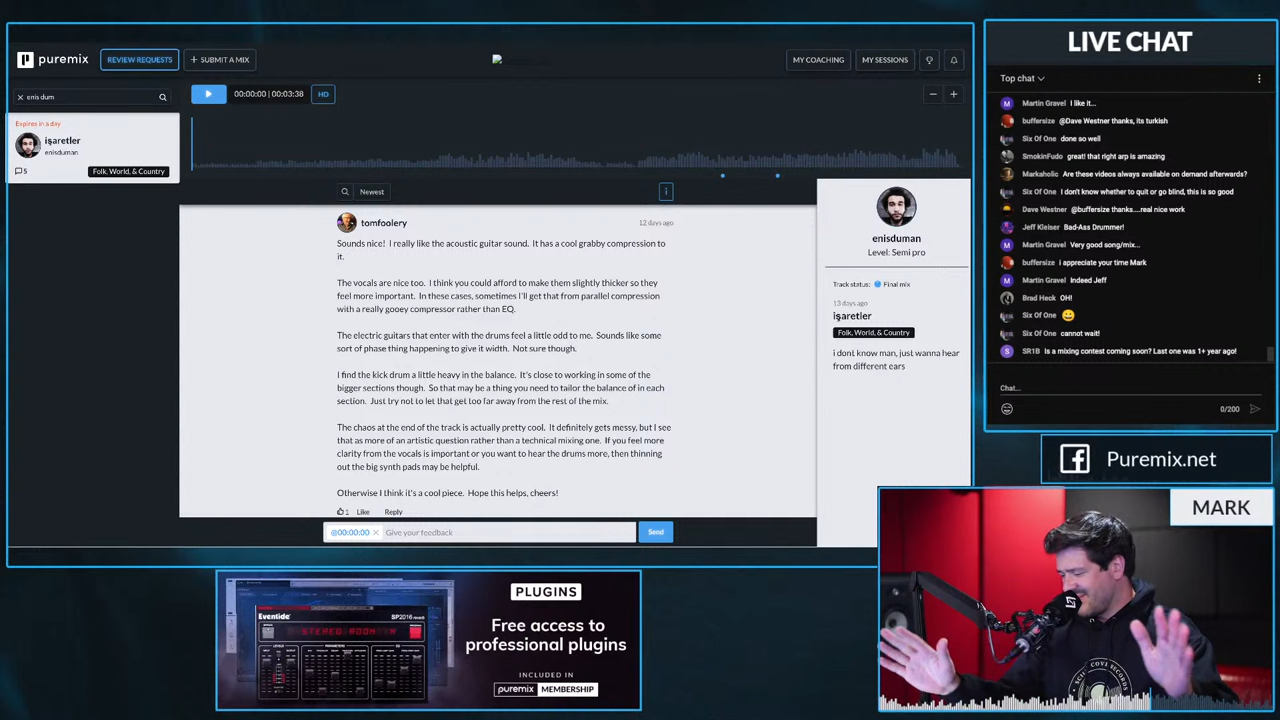 puremix
REVIEW REQUESTS
+ SUBMIT A MIX
MY COACHING
MY SESSIONS
enis dum
00:00:00 | 00:03:38
HD
Expires in a day
işaretler
enisduman
5
Folk, World, & Country
Newest
tomfoolery
12 days ago
Sounds nice! I really like the acoustic guitar sound. It has a cool grabby compression to
it.
The vocals are nice too. I think you could afford to make them slightly thicker so they
feel more important. In these cases, sometimes I'll get that from parallel compression
with a really gooey compressor rather than EQ.
The electric guitars that enter with the drums feel a little odd to me. Sounds like some
sort of phase thing happening to give it width. Not sure though.
I find the kick drum a little heavy in the balance. It's close to working in some of the
bigger sections though. So that may be a thing you need to tailor the balance of in each
section. Just try not to let that get too far away from the rest of the mix.
The chaos at the end of the track is actually pretty cool. It definitely gets messy, but I see
that as more of an artistic question rather than a technical mixing one. If you feel more
clarity from the vocals is important or you want to hear the drums more, then thinning
out the big synth pads may be helpful.
Otherwise I think it's a cool piece. Hope this helps, cheers!
1 Like Reply
@00:00:00 × Give your feedback
Send
enisduman
Level: Semi pro
Track status: Final mix
13 days ago
işaretler
Folk, World, & Country
i dont know man, just wanna hear
from different ears
LIVE CHAT
Top chat
Martin Gravel I like it...
buffersize @Dave Westner thanks, its turkish
Six Of One done so well
SmokinFudo great! that right arp is amazing
Markaholic Are these videos always available on demand afterwards?
Six Of One I don't know whether to quit or go blind, this is so good
Dave Westner @buffersize thanks....real nice work
Jeff Kleiser Bad-Ass Drummer!
Martin Gravel Very good song/mix...
buffersize i appreciate your time Mark
Martin Gravel Indeed Jeff
Brad Heck OH!
Six Of One 😀
Six Of One cannot wait!
SR1B Is a mixing contest coming soon? Last one was 1+ year ago!
Chat...
0/200
Puremix.net
MARK
Eventide
SP2016 reverb
STEREO ROOM M
PLUGINS
Free access to
professional plugins
INCLUDED IN
puremix MEMBERSHIP